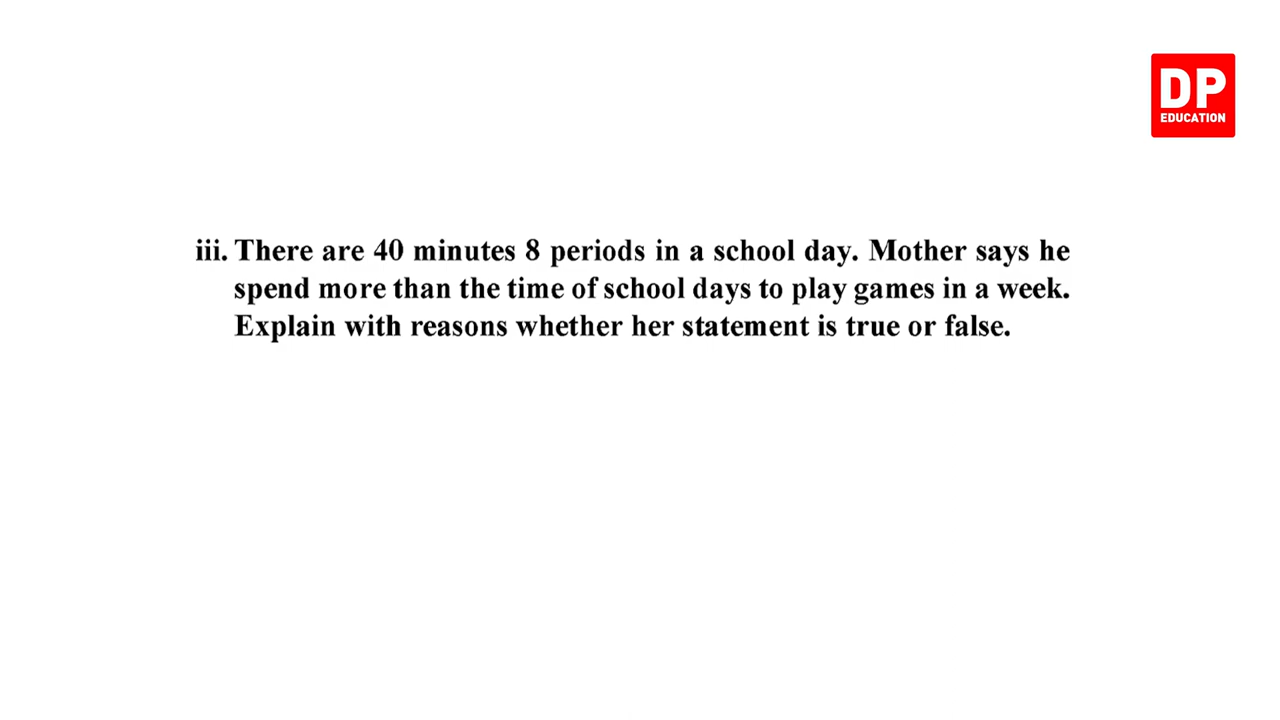 DP
EDUCATION
iii. There are 40 minutes 8 periods in a school day. Mother says he
spend more than the time of school days to play games in a week.
Explain with reasons whether her statement is true or false.